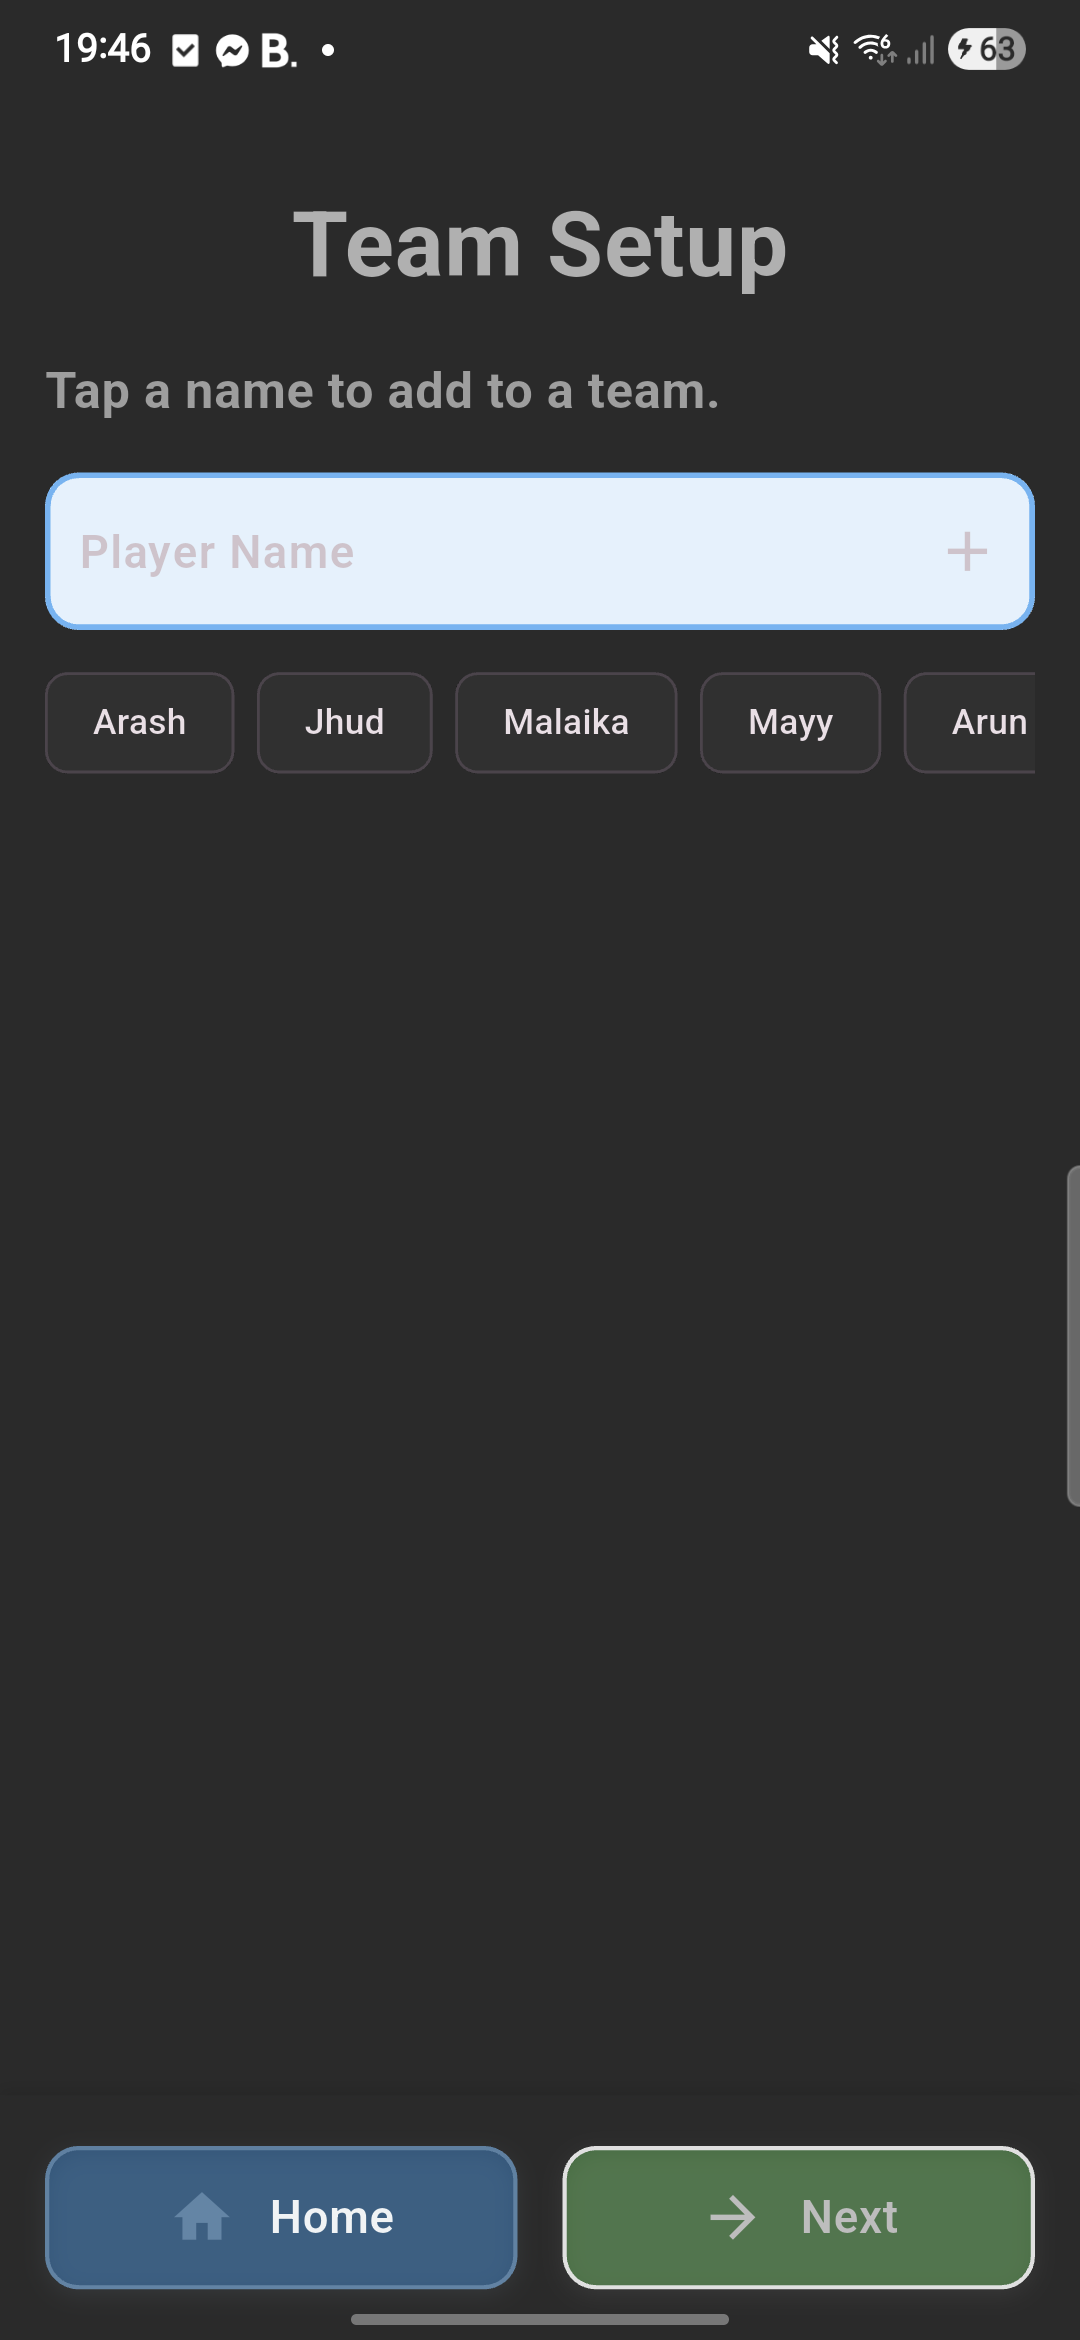 19:46 B. 6 63
Team Setup
Tap a name to add to a team.
Player Name +
Arash Jhud Malaika Mayy Arun
Home Next